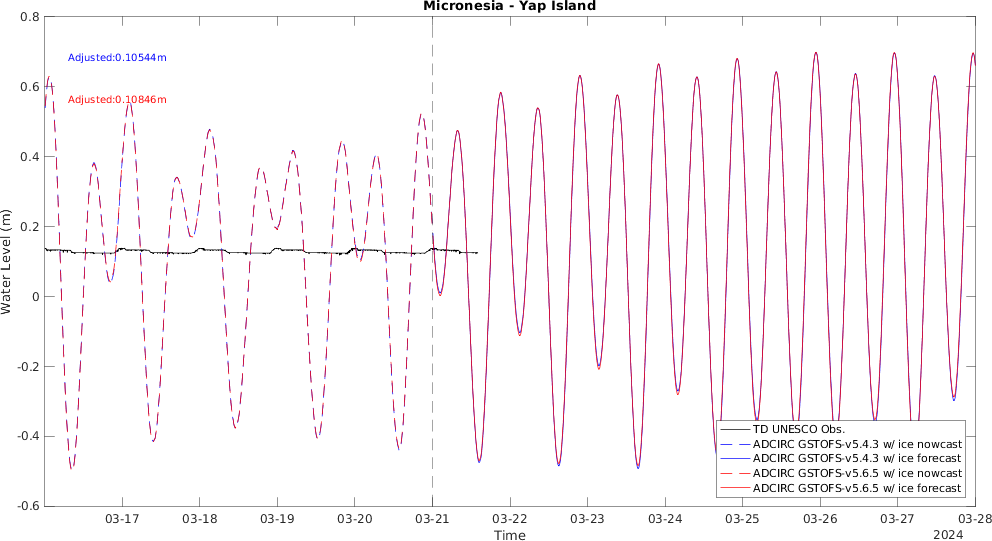 Micronesia - Yap Island
Adjusted:0.10544m
Adjusted:0.10846m
Water Level (m)
0.8
0.6
0.4
0.2
0
-0.2
-0.4
-0.6
TD UNESCO Obs.
ADCIRC GSTOFS-v5.4.3 w/ ice nowcast
ADCIRC GSTOFS-v5.4.3 w/ ice forecast
ADCIRC GSTOFS-v5.6.5 w/ ice nowcast
ADCIRC GSTOFS-v5.6.5 w/ ice forecast
03-17 03-18 03-19 03-20 03-21 03-22 03-23 03-24 03-25 03-26 03-27 03-28
Time
2024